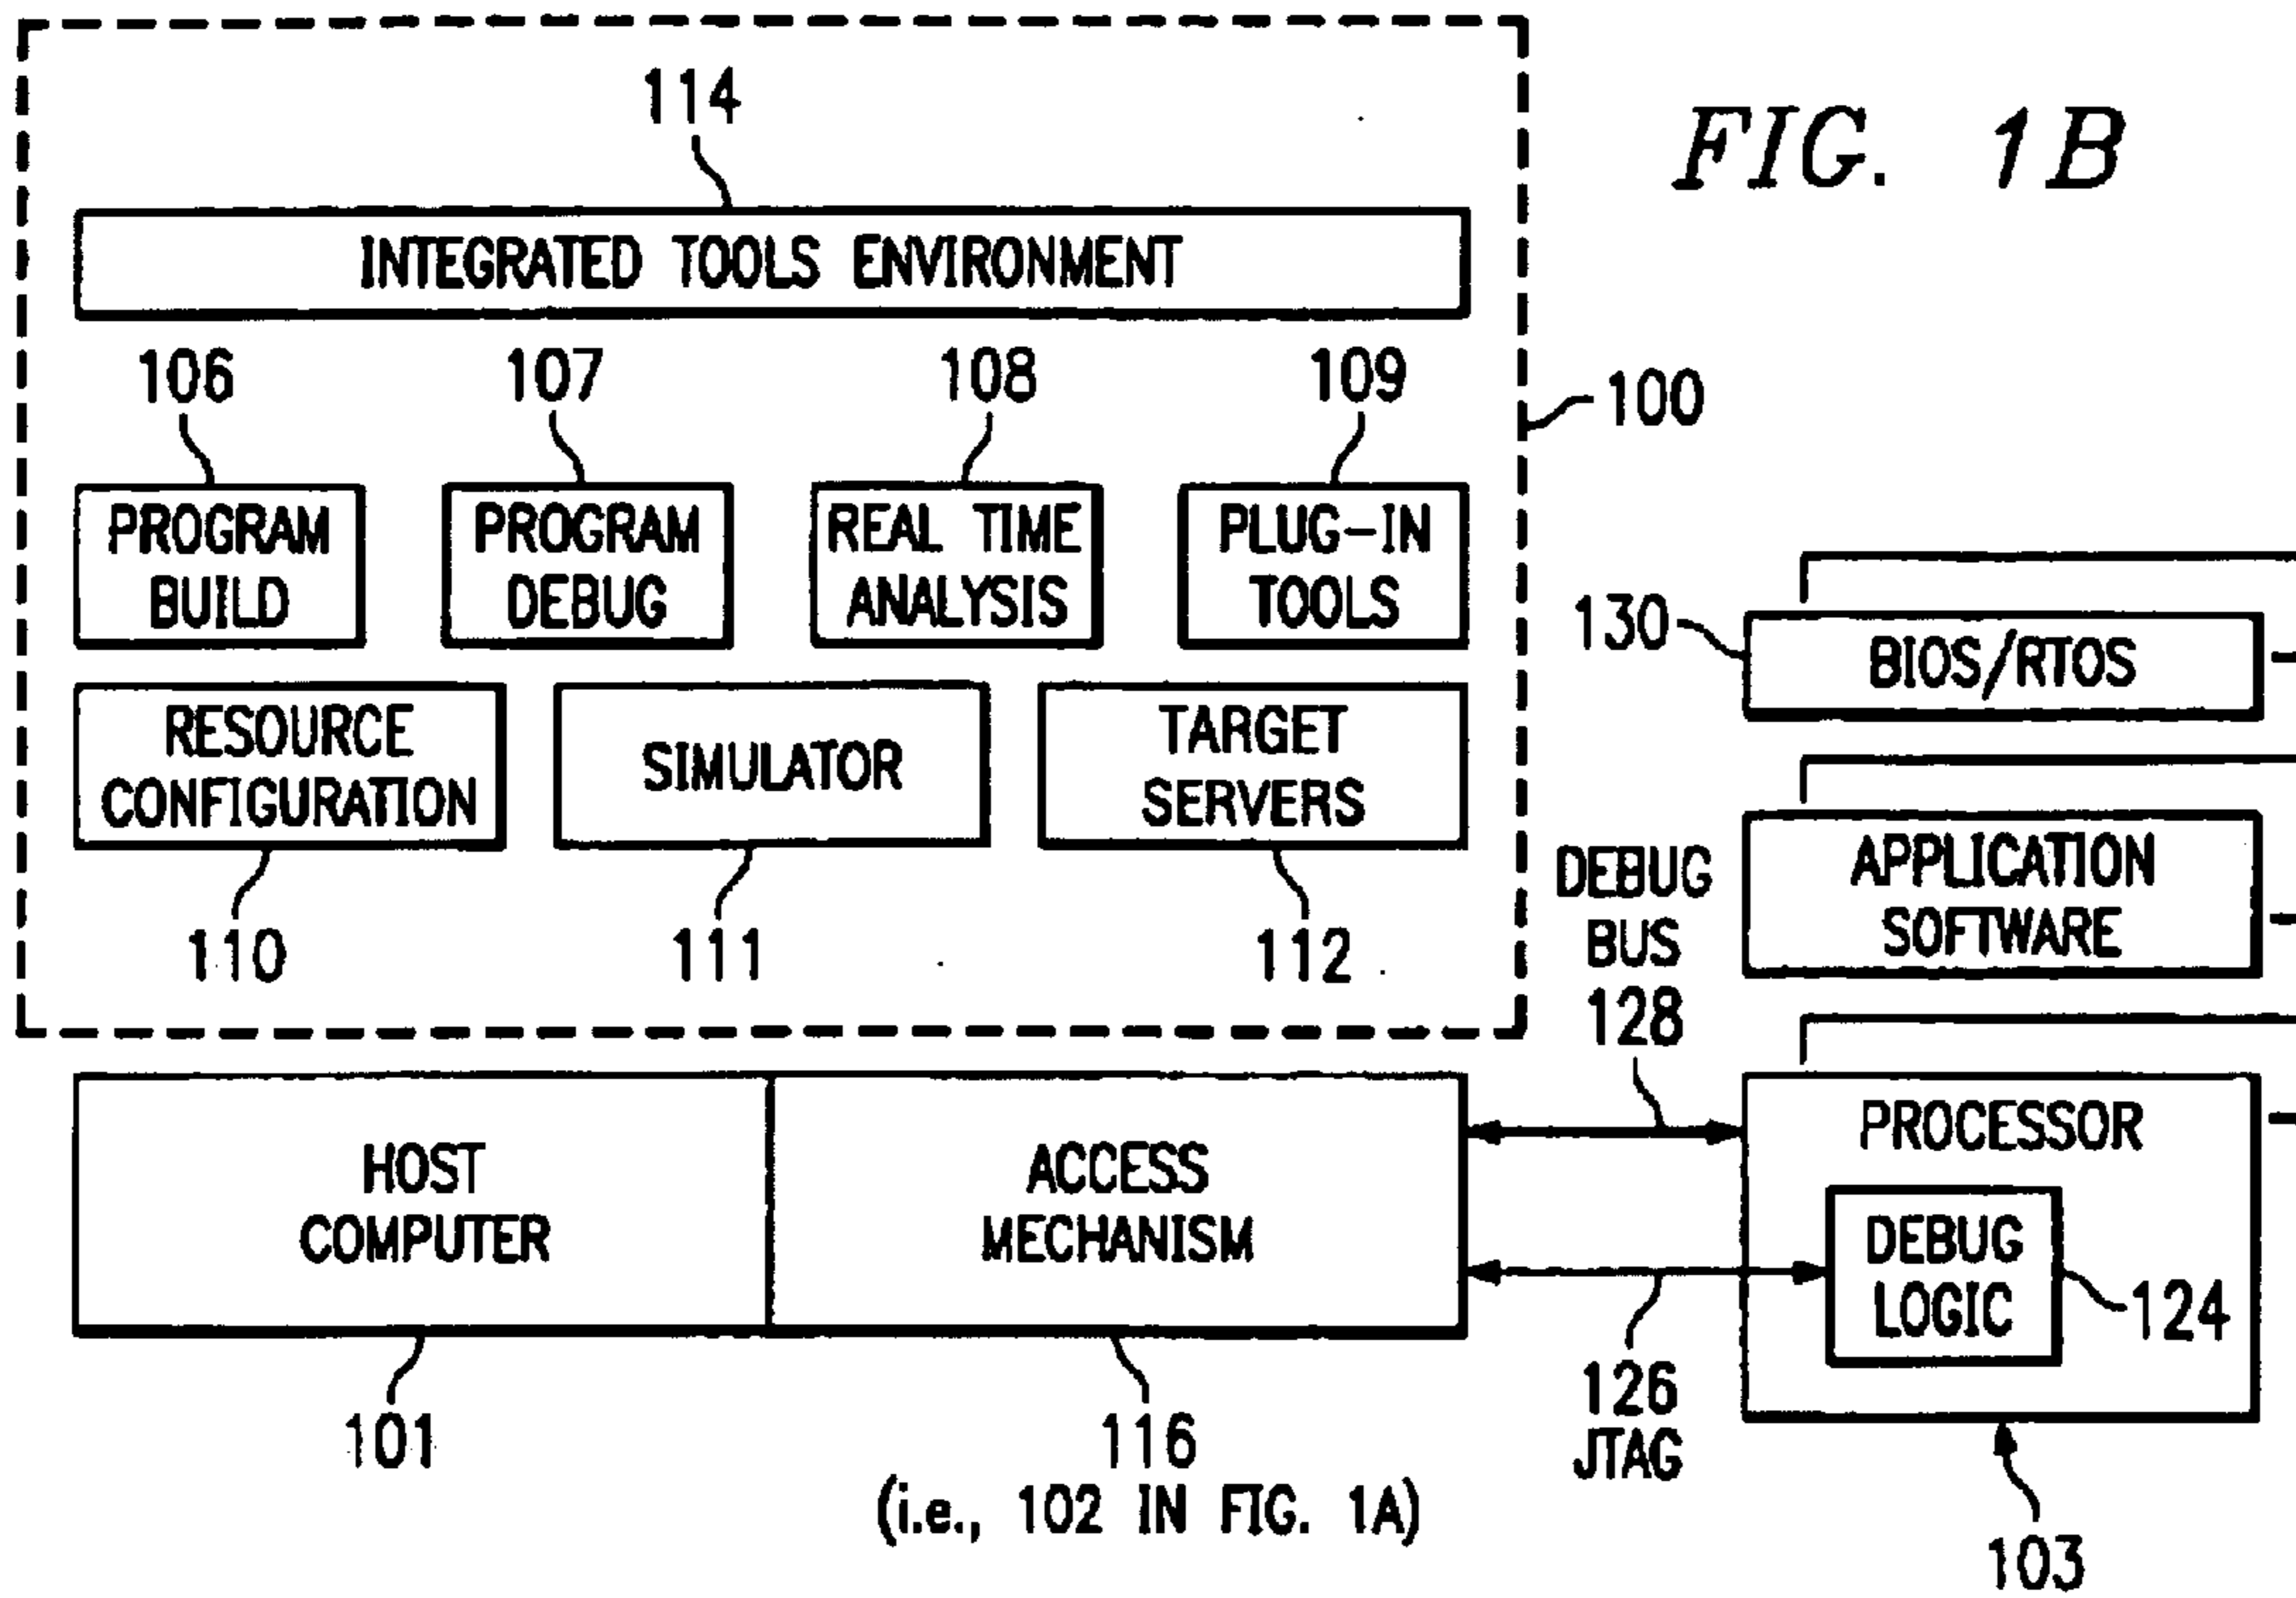 114
FIG. 1B
INTEGRATED TOOLS ENVIRONMENT
106
107
108
109
100
PROGRAM
BUILD
PROGRAM
DEBUG
REAL TIME
ANALYSIS
PLUG-IN
TOOLS
130
BIOS/RTOS
RESOURCE
CONFIGURATION
SIMULATOR
TARGET
SERVERS
110
111
112
DEBUG
BUS
128
APPLICATION
SOFTWARE
HOST
COMPUTER
ACCESS
MECHANISM
PROCESSOR
DEBUG
LOGIC
124
101
116
(i.e., 102 IN FIG. 1A)
126
JTAG
103